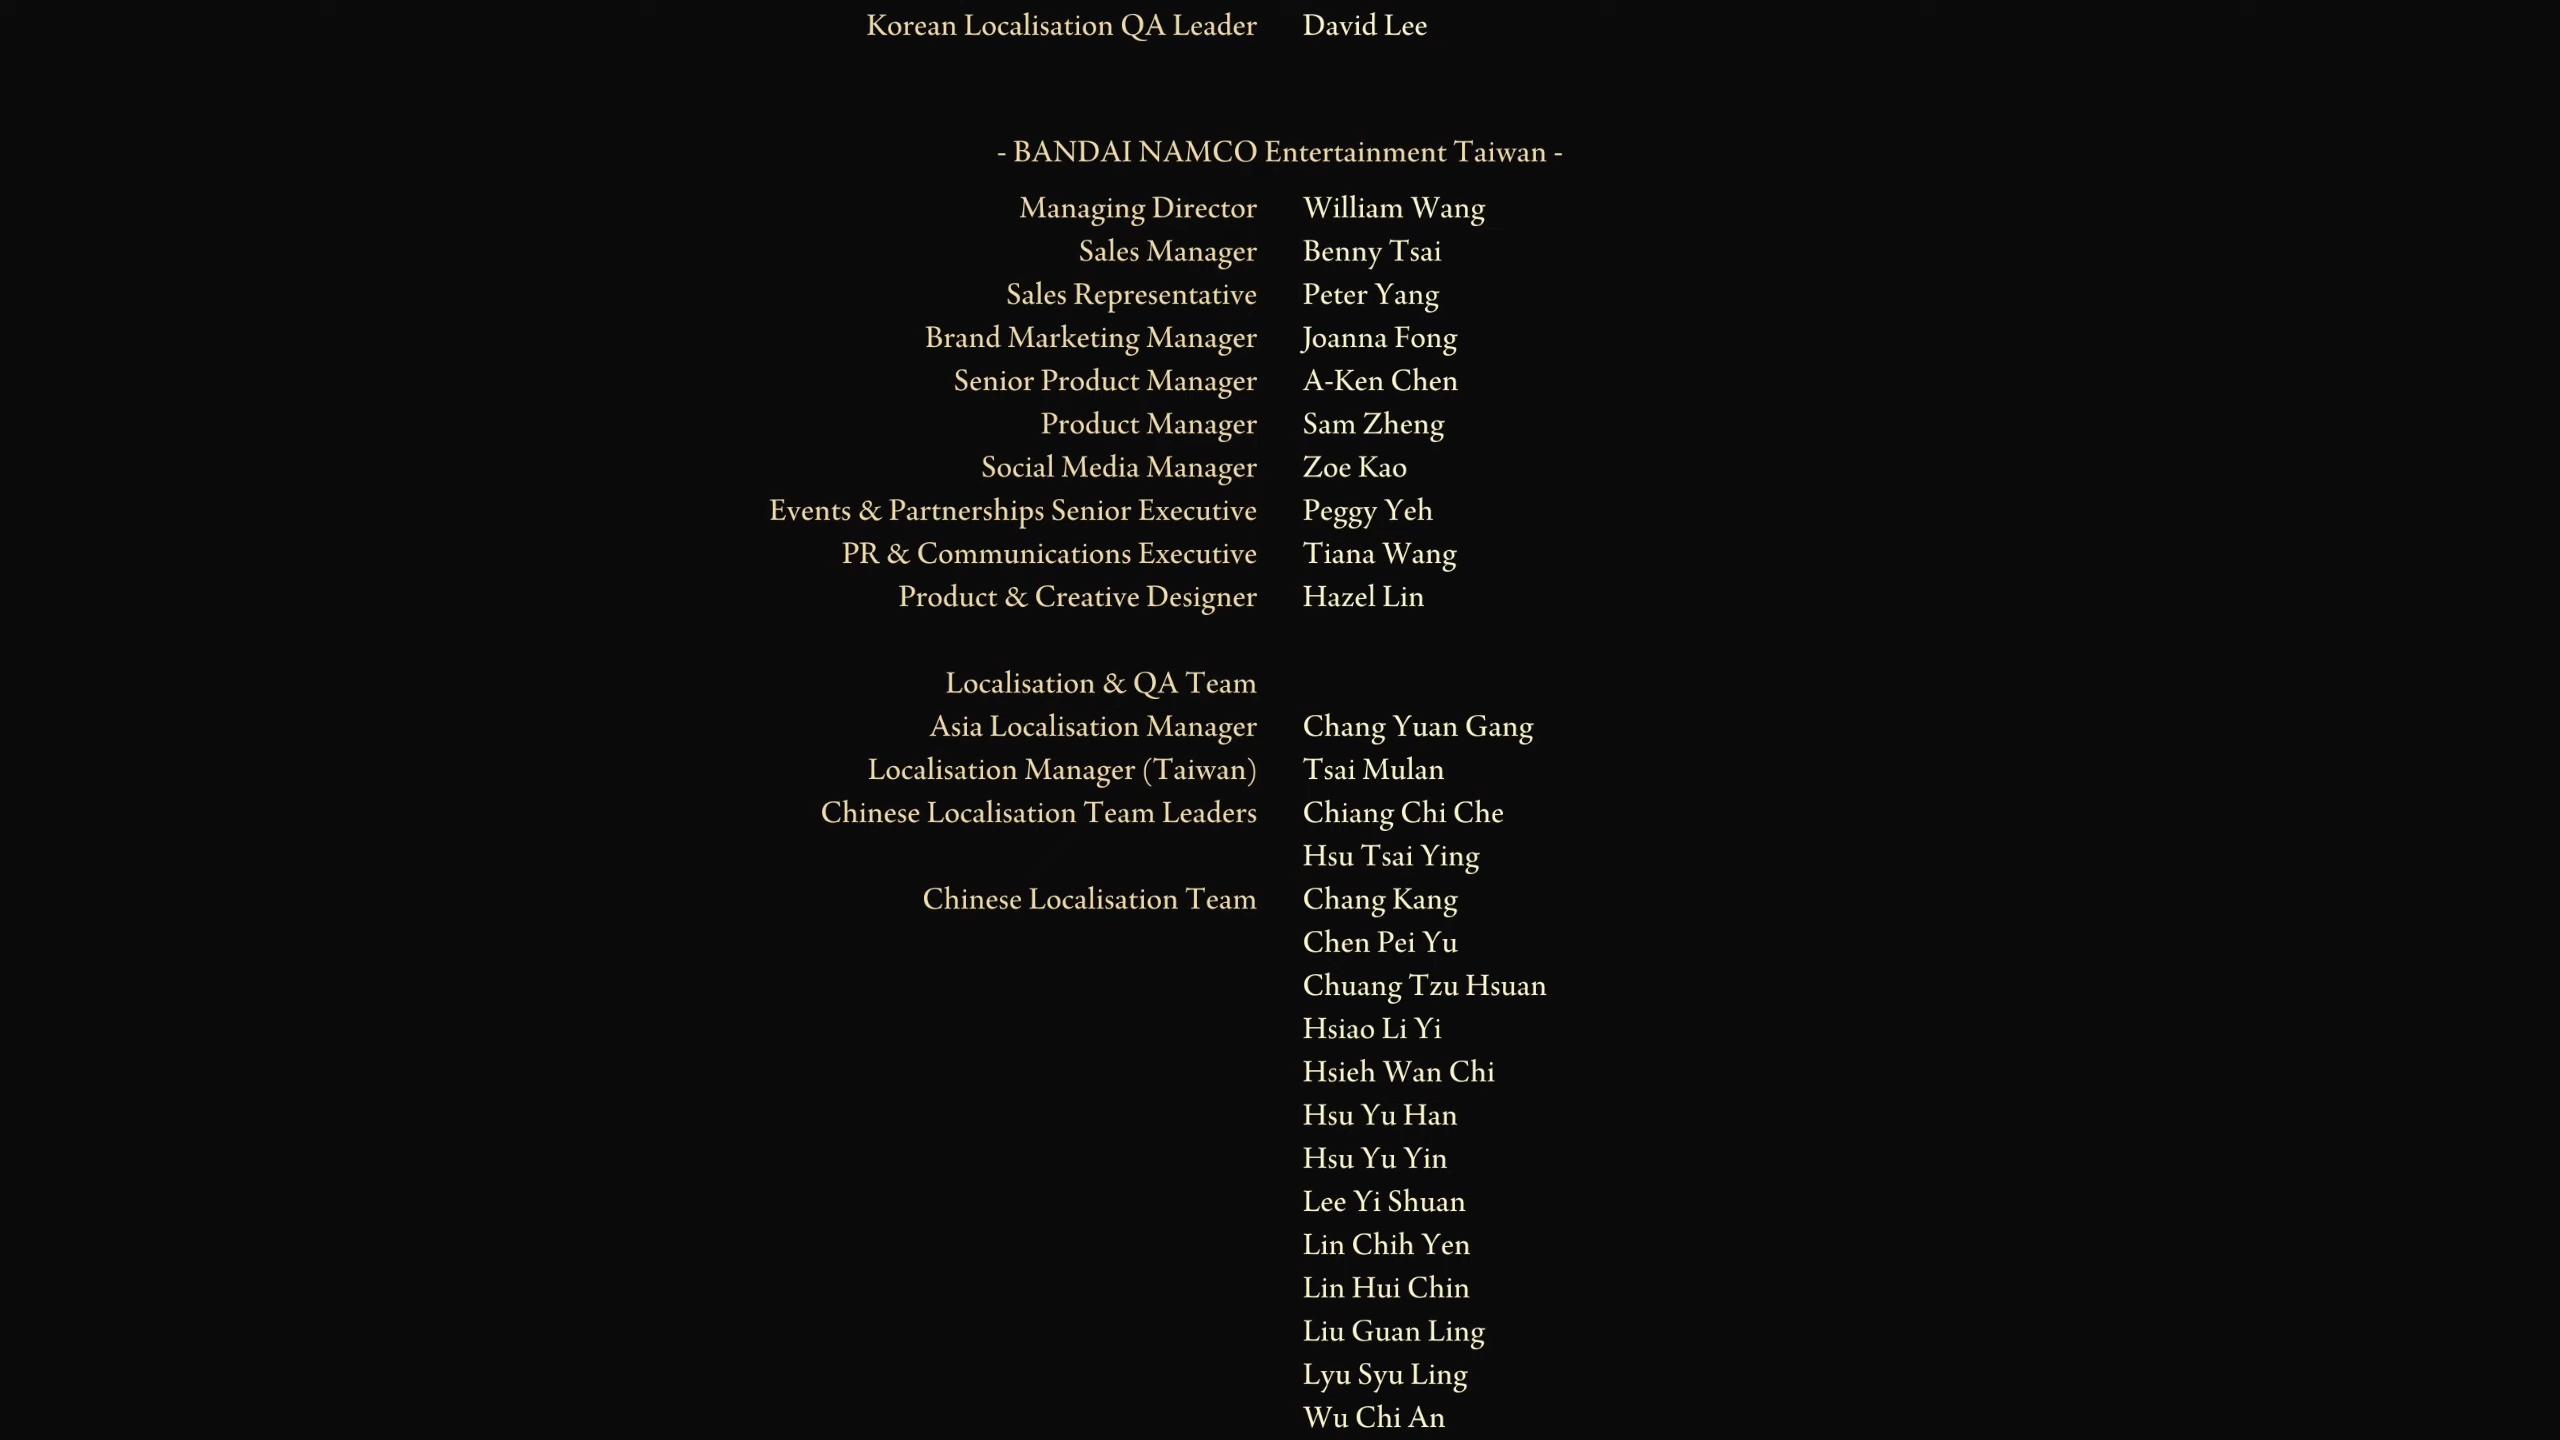 Korean Localisation QA Leader David Lee
- BANDAI NAMCO Entertainment Taiwan -
Managing Director William Wang
Sales Manager Benny Tsai
Sales Representative Peter Yang
Brand Marketing Manager Joanna Fong
Senior Product Manager A-Ken Chen
Product Manager Sam Zheng
Social Media Manager Zoe Kao
Events & Partnerships Senior Executive Peggy Yeh
PR & Communications Executive Tiana Wang
Product & Creative Designer Hazel Lin
Localisation & QA Team
Asia Localisation Manager Chang Yuan Gang
Localisation Manager (Taiwan) Tsai Mulan
Chinese Localisation Team Leaders Chiang Chi Che
Hsu Tsai Ying
Chinese Localisation Team Chang Kang
Chen Pei Yu
Chuang Tzu Hsuan
Hsiao Li Yi
Hsieh Wan Chi
Hsu Yu Han
Hsu Yu Yin
Lee Yi Shuan
Lin Chih Yen
Lin Hui Chin
Liu Guan Ling
Lyu Syu Ling
Wu Chi An